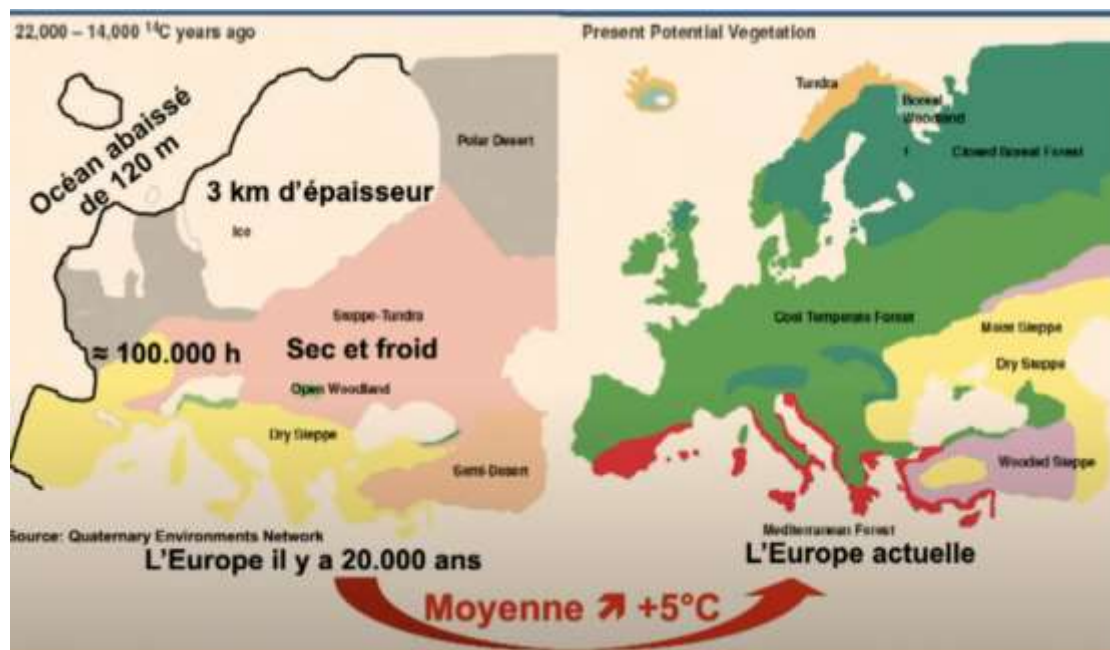 22,000 – 14,000 ¹⁴C years ago
Océan abaissé
de 120 m
Polar Desert
3 km d'épaisseur
Ice
Steppe-Tundra
≈ 100.000 h
Sec et froid
Open Woodland
Dry Steppe
Semi-Desert
Source: Quaternary Environments Network
L'Europe il y a 20.000 ans
Present Potential Vegetation
Tundra
Boreal
Woodland
Closed Boreal Forest
Cool Temperate Forest
Moist Steppe
Dry Steppe
Wooded Steppe
Mediterranean Forest
L'Europe actuelle
Moyenne ↗ +5°C